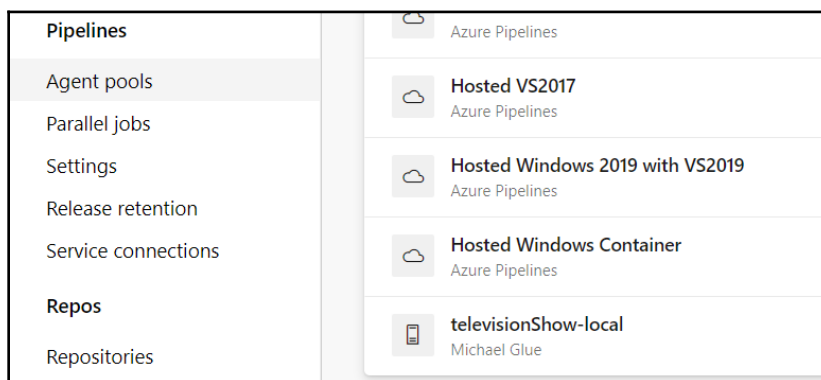 Pipelines
Agent pools
Parallel jobs
Settings
Release retention
Service connections
Repos
Repositories
Azure Pipelines
Hosted VS2017
Azure Pipelines
Hosted Windows 2019 with VS2019
Azure Pipelines
Hosted Windows Container
Azure Pipelines
televisionShow-local
Michael Glue